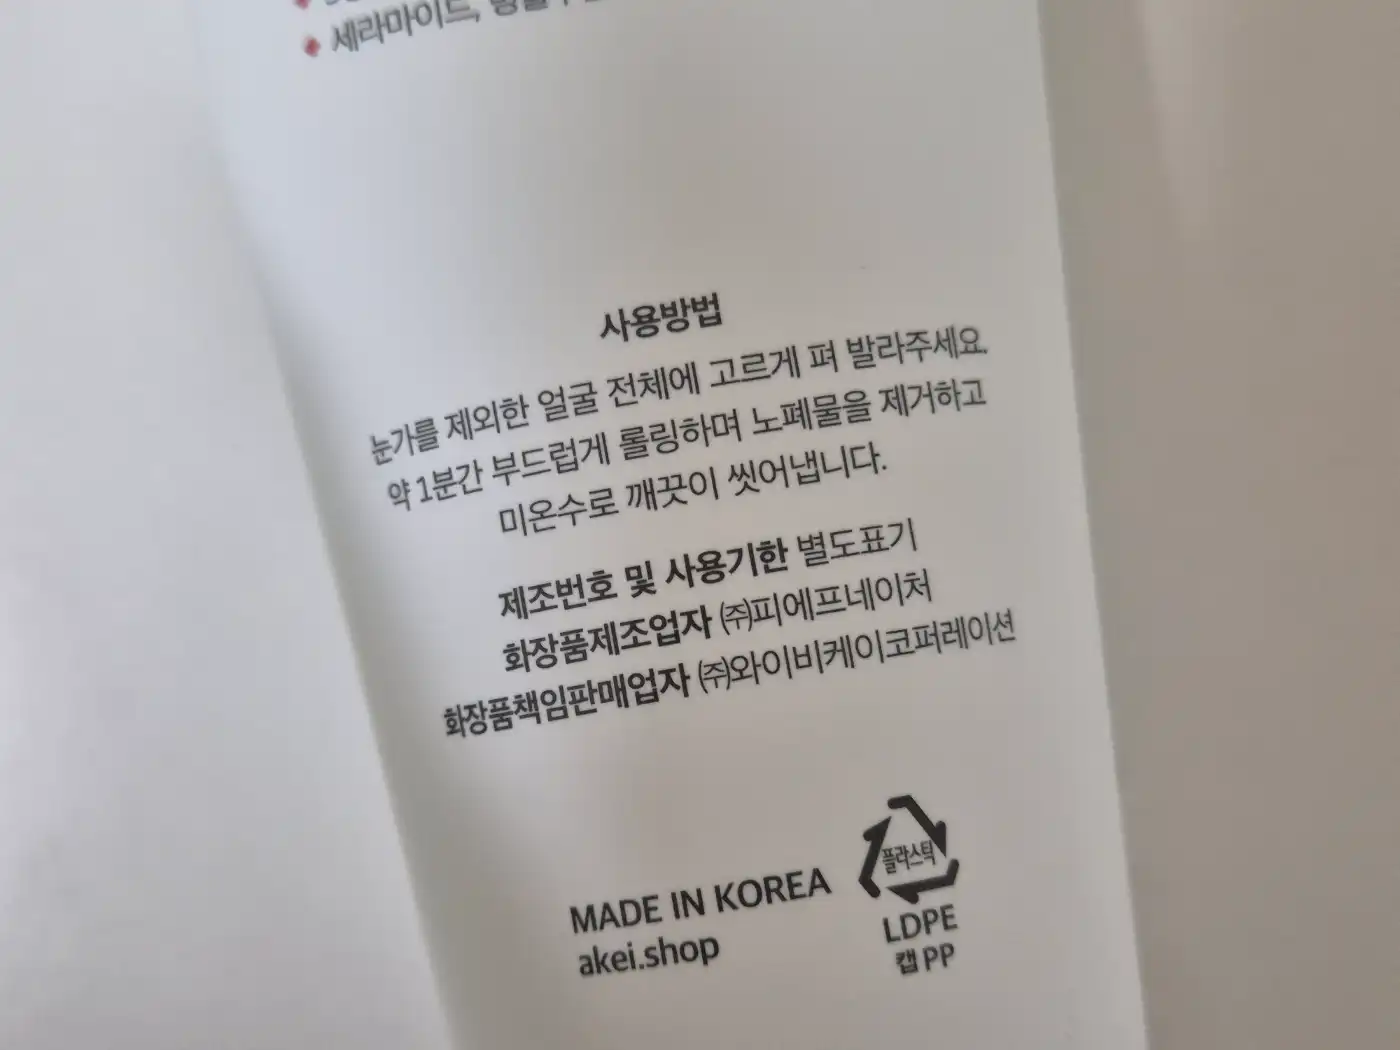 세라마이드,
사용방법
눈가를 제외한 얼굴 전체에 고르게 펴 발라주세요.
약 1분간 부드럽게 롤링하며 노폐물을 제거하고
미온수로 깨끗이 씻어냅니다.
제조번호 및 사용기한 별도표기
화장품제조업자 ㈜피에프네이처
화장품책임판매업자 ㈜와이비케이코퍼레이션
플라스틱
MADE IN KOREA
LDPE
akei.shop
캡 PP